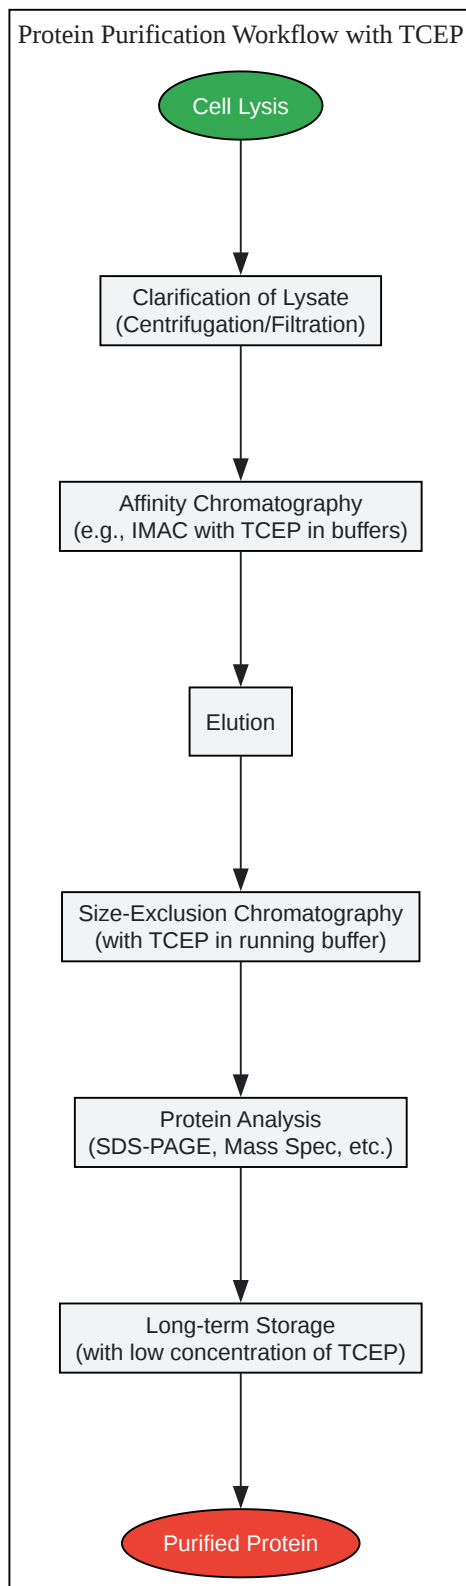 Protein Purification Workflow with TCEP
Cell Lysis
Clarification of Lysate
(Centrifugation/Filtration)
Affinity Chromatography
(e.g., IMAC with TCEP in buffers)
Elution
Size-Exclusion Chromatography
(with TCEP in running buffer)
Protein Analysis
(SDS-PAGE, Mass Spec, etc.)
Long-term Storage
(with low concentration of TCEP)
Purified Protein